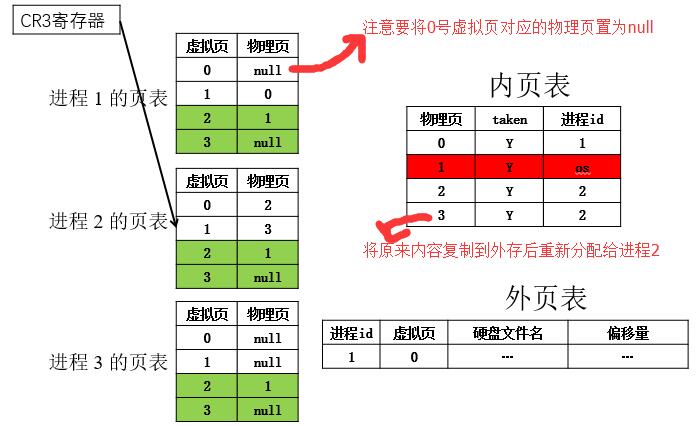 CR3寄存器
注意要将0号虚拟页对应的物理页置为null
进程 1 的页表
虚拟页 物理页
0 null
1 0
2 1
3 null
内页表
物理页 taken 进程id
0 Y 1
1 Y os
2 Y 2
3 Y 2
将原来内容复制到外存后重新分配给进程2
进程 2 的页表
虚拟页 物理页
0 2
1 3
2 1
3 null
外页表
进程id 虚拟页 硬盘文件名 偏移量
1 0 --- ---
进程 3 的页表
虚拟页 物理页
0 null
1 null
2 1
3 null